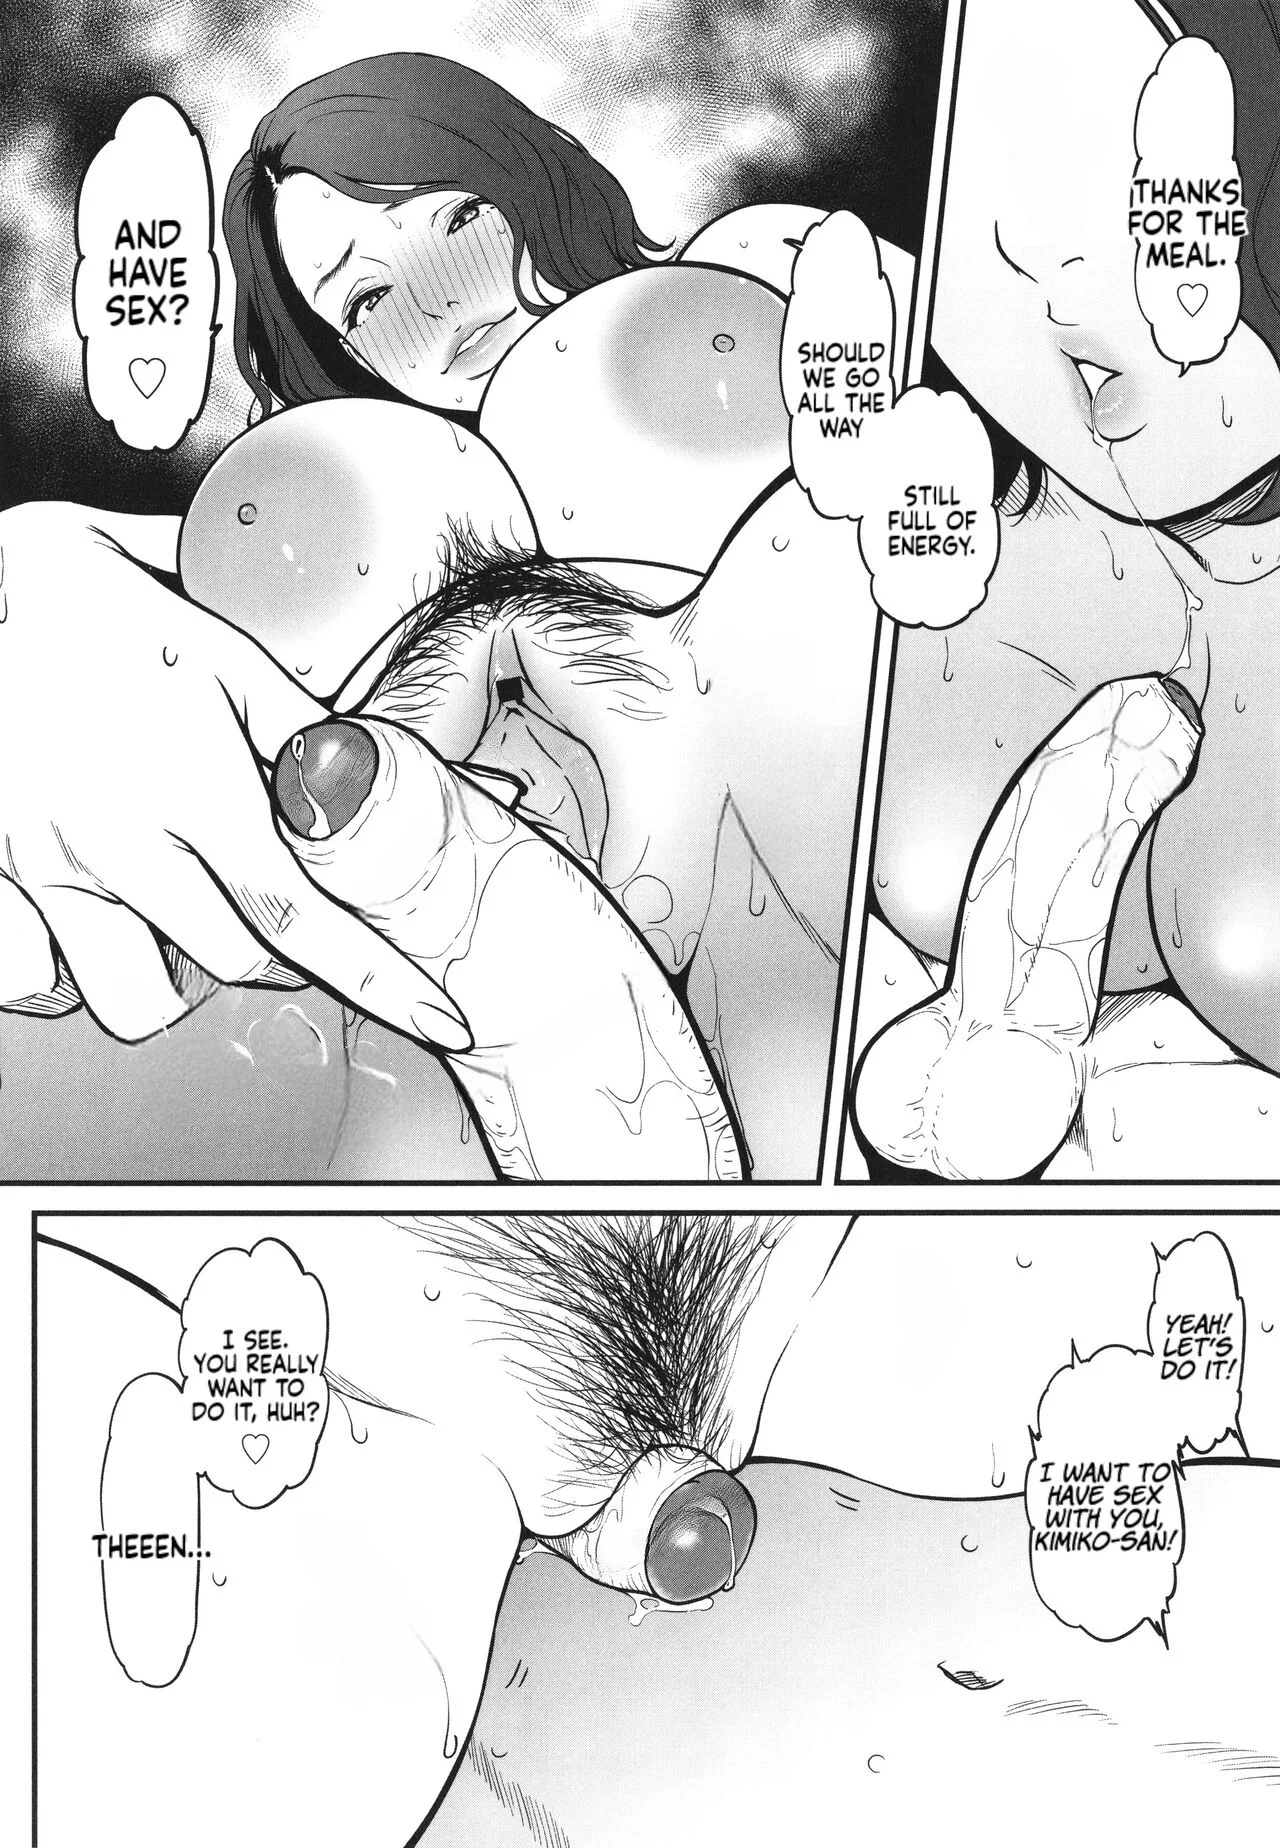 THANKS
FOR THE
MEAL.
♡
STILL
FULL OF
ENERGY.
SHOULD
WE GO
ALL THE
WAY
AND
HAVE
SEX?
♡
YEAH!
LET'S
DO IT!
I WANT TO
HAVE SEX
WITH YOU,
KIMIKO-SAN!
I SEE.
YOU REALLY
WANT TO
DO IT, HUH?
♡
THEEEN...